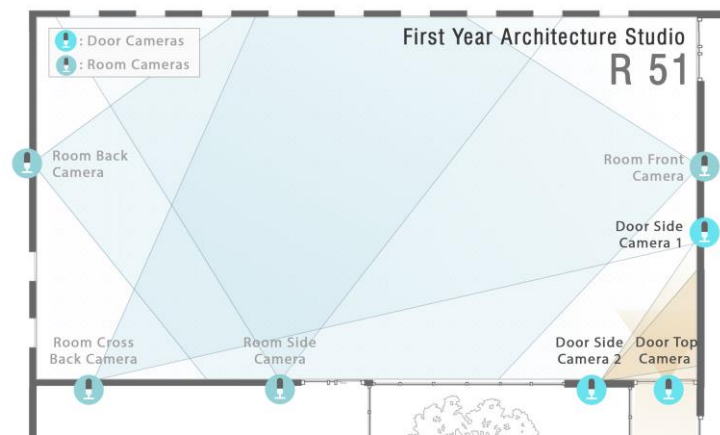 : Door Cameras
: Room Cameras
First Year Architecture Studio
R 51
Room Back
Camera
Room Front
Camera
Door Side
Camera 1
Room Cross
Back Camera
Room Side
Camera
Door Side
Camera 2
Door Top
Camera